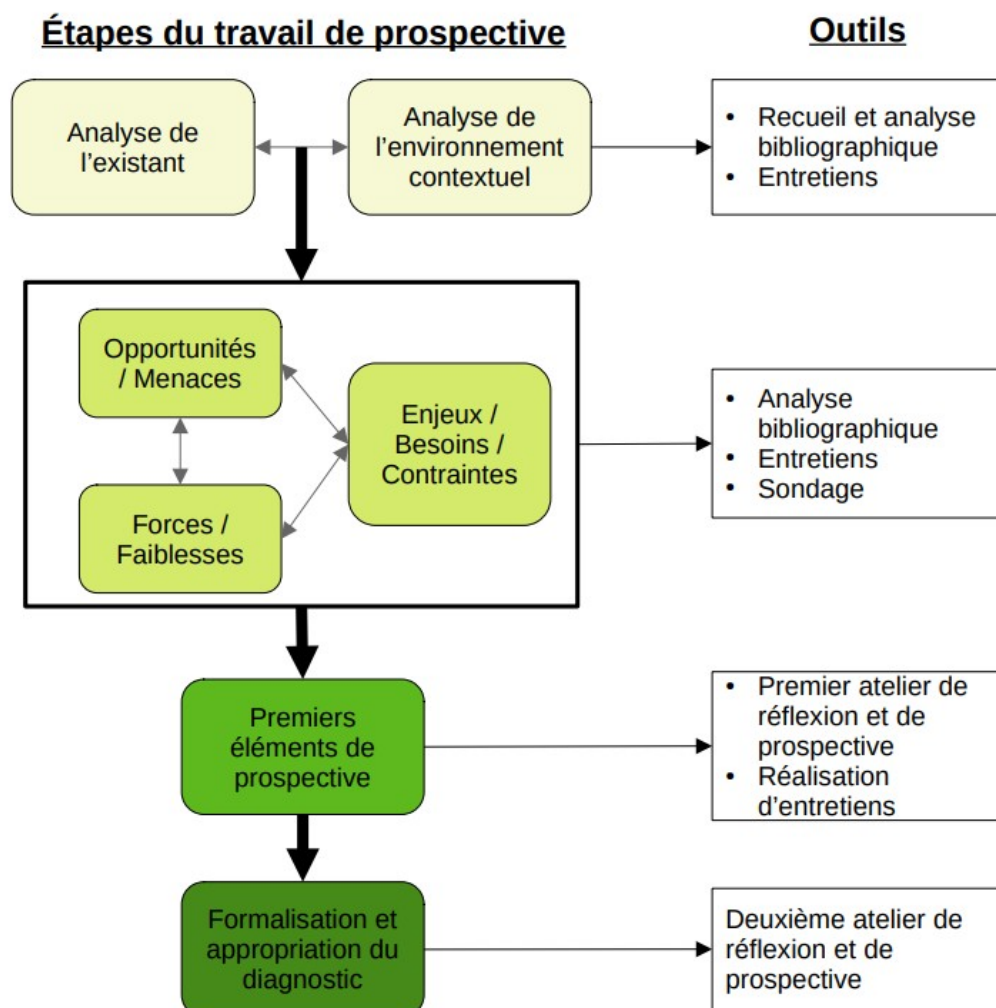 Étapes du travail de prospective
Outils
Analyse de
l’existant
Analyse de
l’environnement
contextuel
• Recueil et analyse
bibliographique
• Entretiens
Opportunités
/ Menaces
Enjeux /
Besoins /
Contraintes
Forces /
Faiblesses
• Analyse
bibliographique
• Entretiens
• Sondage
Premiers
éléments de
prospective
• Premier atelier de
réflexion et de
prospective
• Réalisation
d’entretiens
Formalisation et
appropriation du
diagnostic
Deuxième atelier de
réflexion et de
prospective